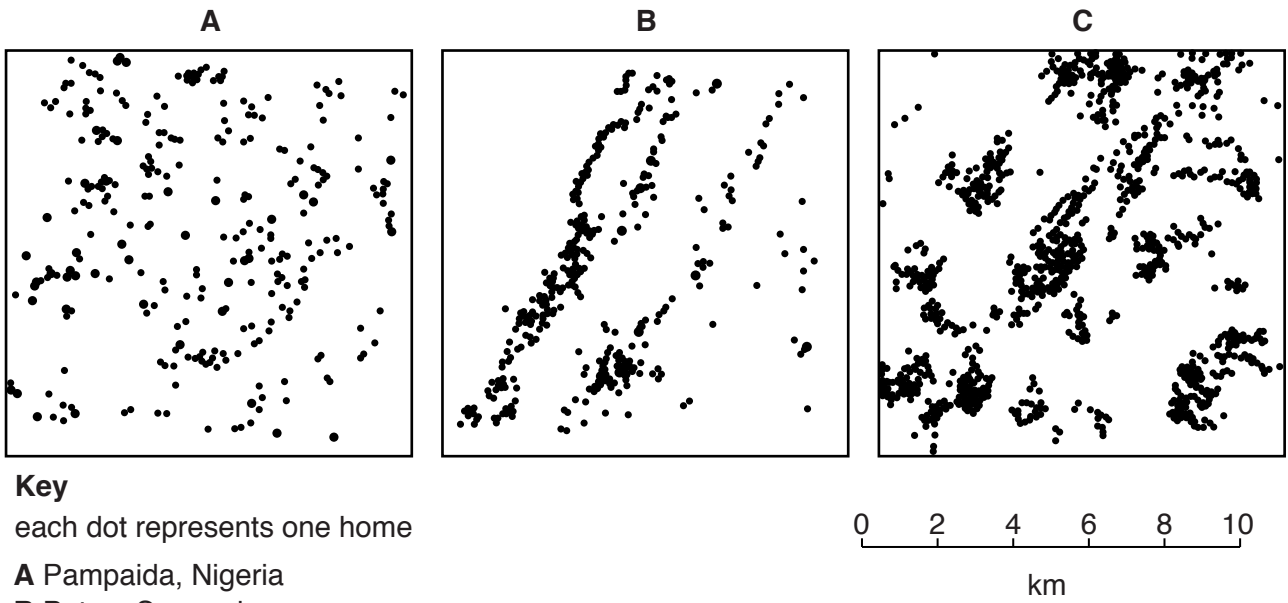 A B C
Key
each dot represents one home
0 2 4 6 8 10
km
A Pampaida, Nigeria